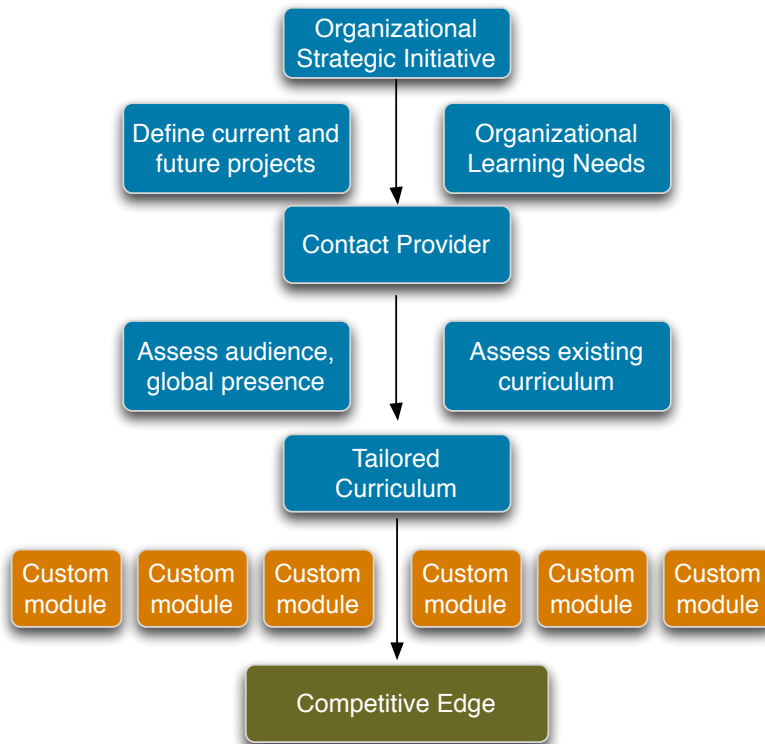 Organizational
Strategic Initiative
Define current and
future projects
Organizational
Learning Needs
Contact Provider
Assess audience,
global presence
Assess existing
curriculum
Tailored
Curriculum
Custom
module
Custom
module
Custom
module
Custom
module
Custom
module
Custom
module
Competitive Edge